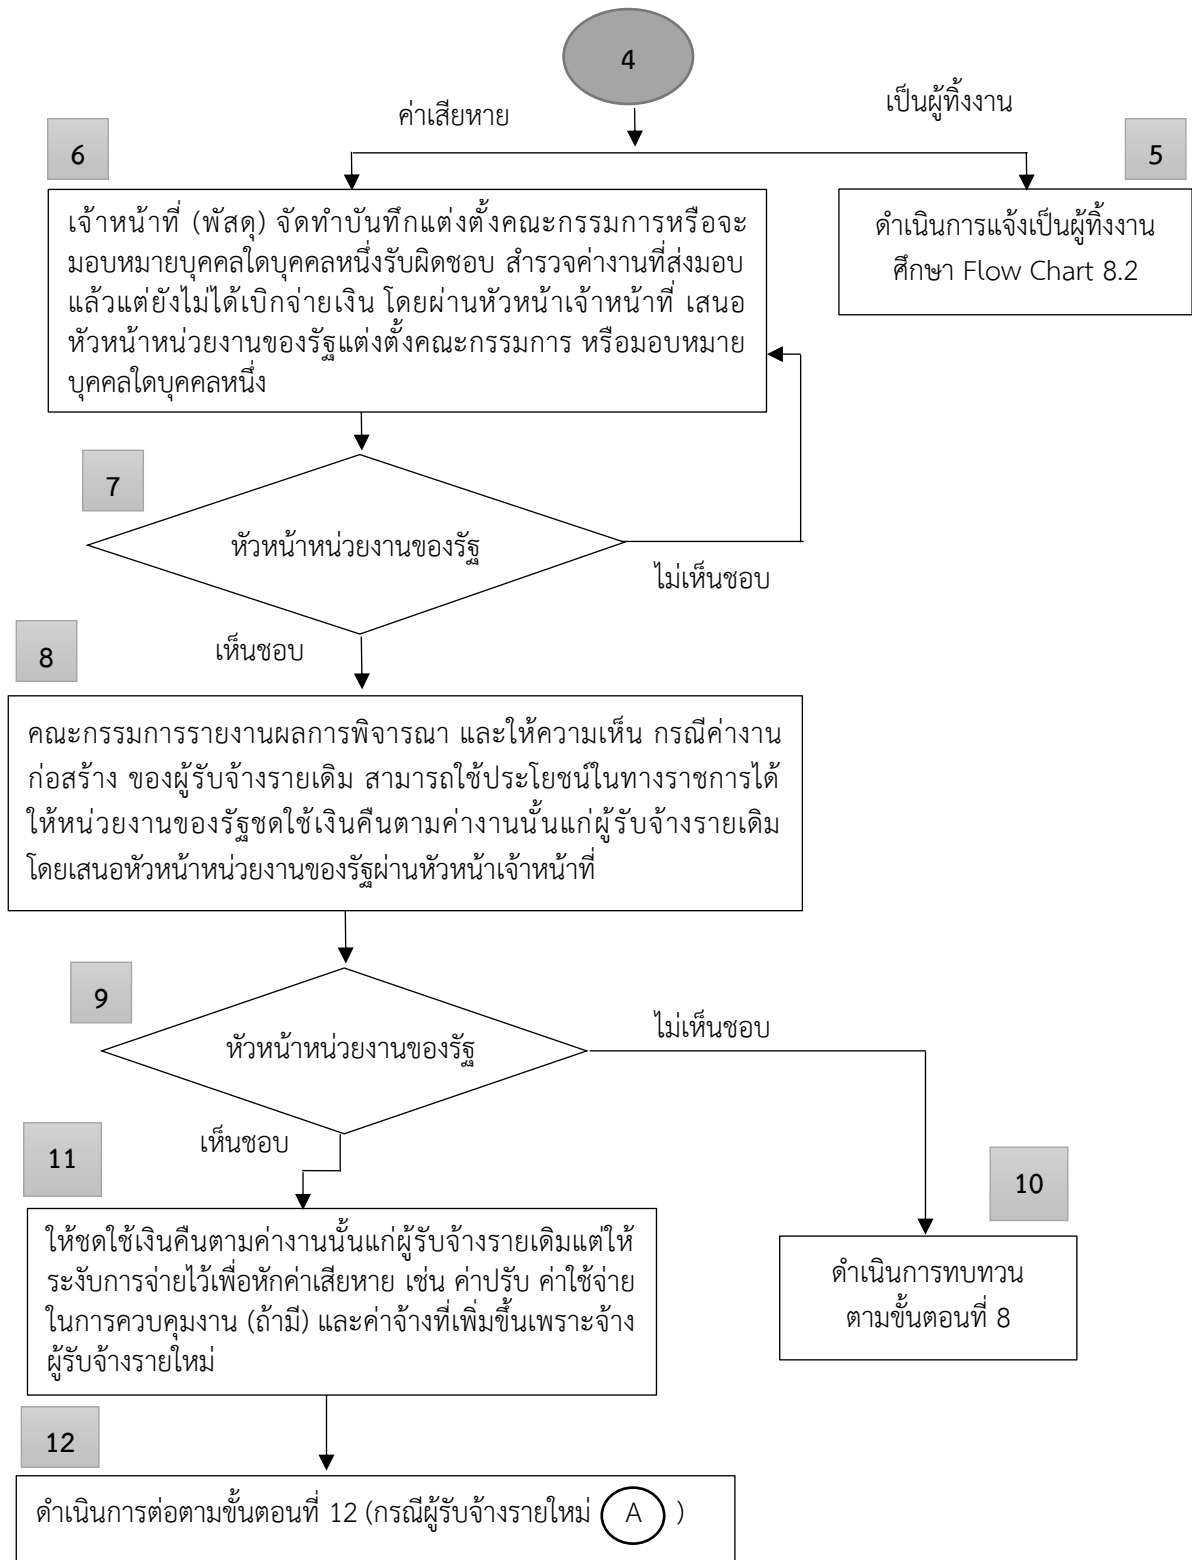 4
ค่าเสียหาย
เป็นผู้ทิ้งงาน
6
5
เจ้าหน้าที่ (พัสดุ) จัดทำบันทึกแต่งตั้งคณะกรรมการหรือจะ
มอบหมายบุคคลใดบุคคลหนึ่งรับผิดชอบ สำรวจค่างานที่ส่งมอบ
แล้วแต่ยังไม่ได้เบิกจ่ายเงิน โดยผ่านหัวหน้าเจ้าหน้าที่ เสนอ
หัวหน้าหน่วยงานของรัฐแต่งตั้งคณะกรรมการ หรือมอบหมาย
บุคคลใดบุคคลหนึ่ง
ดำเนินการแจ้งเป็นผู้ทิ้งงาน
ศึกษา Flow Chart 8.2
7
หัวหน้าหน่วยงานของรัฐ
ไม่เห็นชอบ
เห็นชอบ
8
คณะกรรมการรายงานผลการพิจารณา และให้ความเห็น กรณีค่างาน
ก่อสร้าง ของผู้รับจ้างรายเดิม สามารถใช้ประโยชน์ในทางราชการได้
ให้หน่วยงานของรัฐชดใช้เงินคืนตามค่างานนั้นแก่ผู้รับจ้างรายเดิม
โดยเสนอหัวหน้าหน่วยงานของรัฐผ่านหัวหน้าเจ้าหน้าที่
9
หัวหน้าหน่วยงานของรัฐ
ไม่เห็นชอบ
เห็นชอบ
11
10
ให้ชดใช้เงินคืนตามค่างานนั้นแก่ผู้รับจ้างรายเดิมแต่ให้
ระงับการจ่ายไว้เพื่อหักค่าเสียหาย เช่น ค่าปรับ ค่าใช้จ่าย
ในการควบคุมงาน (ถ้ามี) และค่าจ้างที่เพิ่มขึ้นเพราะจ้าง
ผู้รับจ้างรายใหม่
ดำเนินการทบทวน
ตามขั้นตอนที่ 8
12
ดำเนินการต่อตามขั้นตอนที่ 12 (กรณีผู้รับจ้างรายใหม่ A )